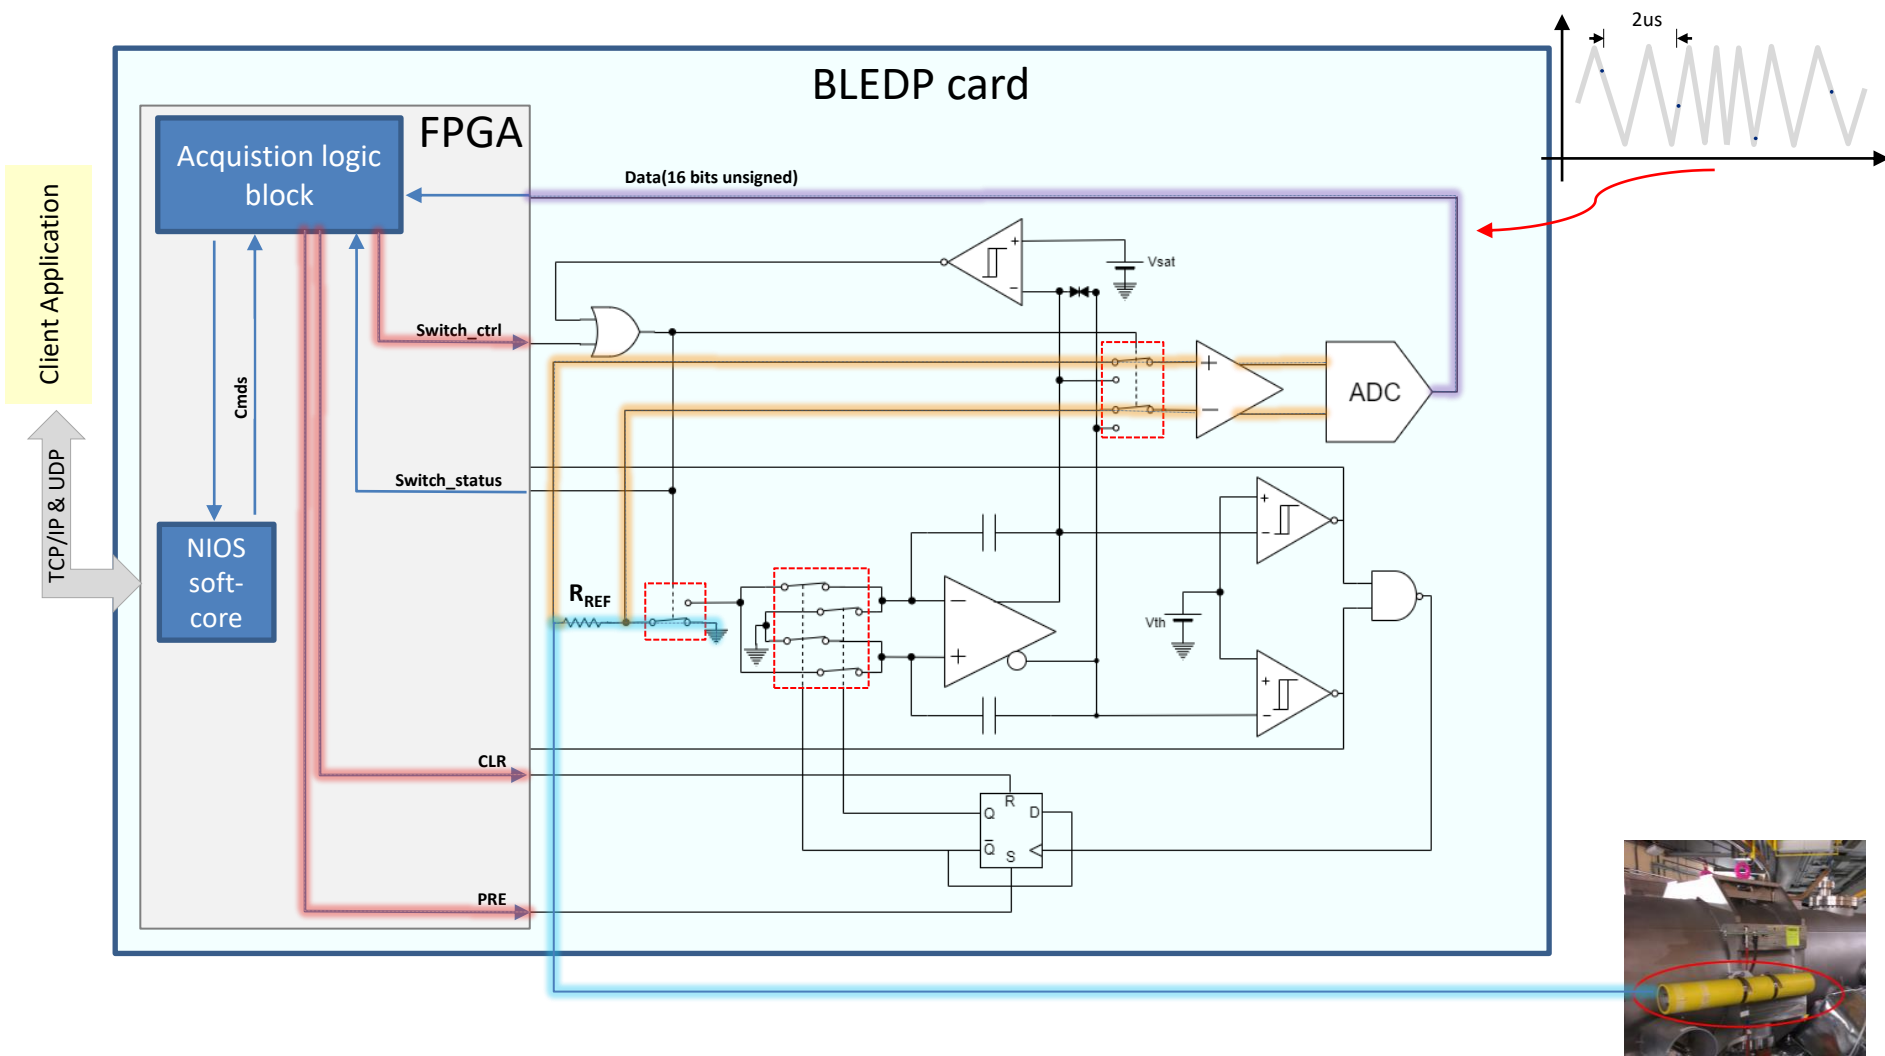 2us
BLEDP card
FPGA
Acquistion logic
block
Data(16 bits unsigned)
Client Application
Vsat
+
−
Switch_ctrl
+
−
ADC
Cmds
Switch_status
TCP/IP & UDP
NIOS
soft-
core
RREF
+
−
−
+
Vth
+
−
CLR
R
Q
D
Q
S
PRE